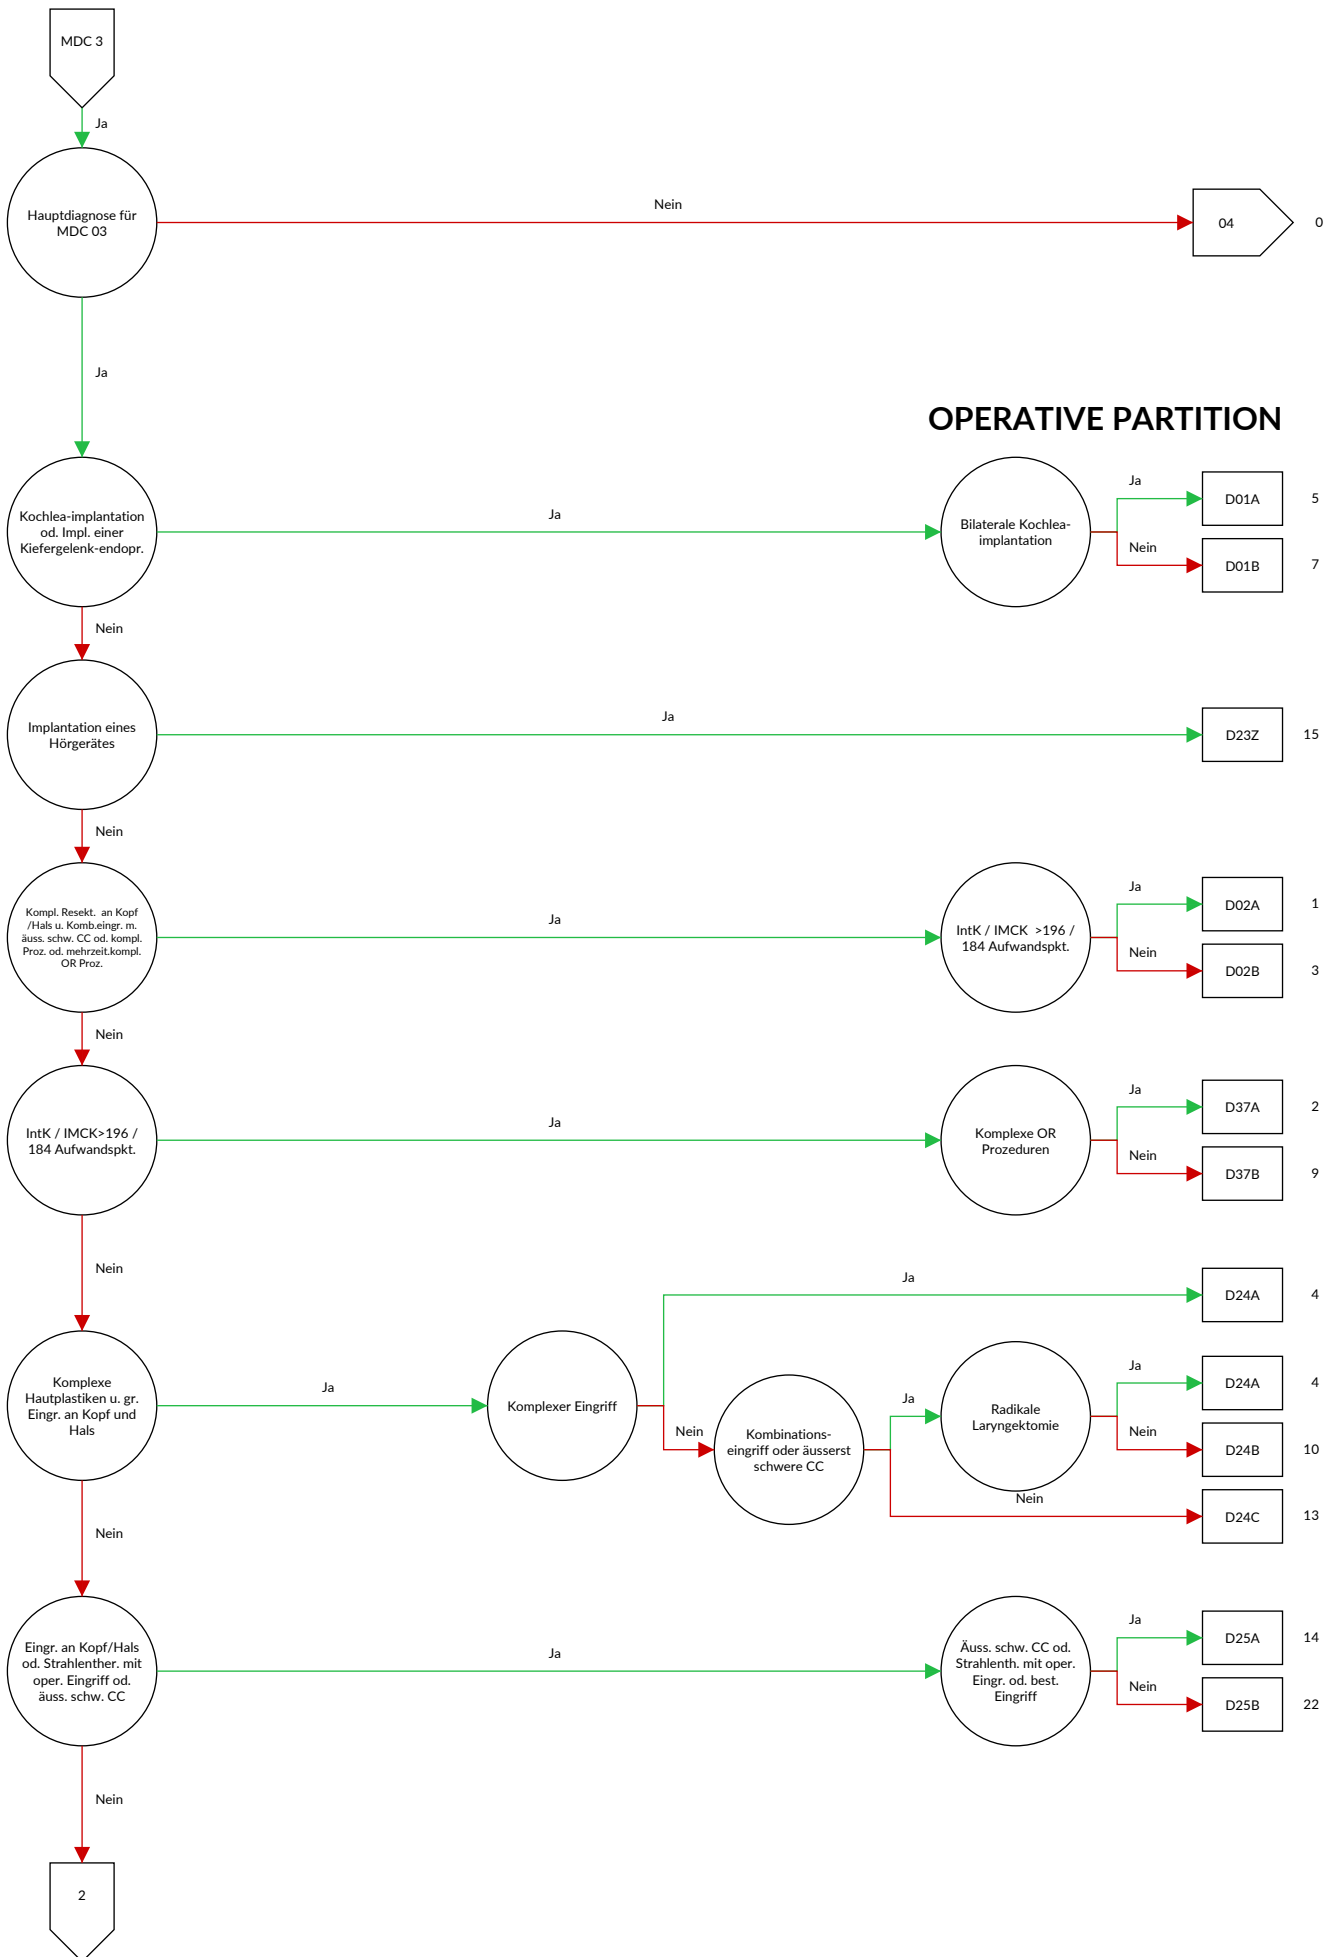 MDC 3
Ja
Hauptdiagnose für
MDC 03
Nein
04
0
Ja
OPERATIVE PARTITION
Kochlea-implantation
od. Impl. einer
Kiefergelenk-endopr.
Ja
Bilaterale Kochlea-
implantation
Ja
D01A
5
Nein
D01B
7
Nein
Implantation eines
Hörgerätes
Ja
D23Z
15
Nein
Kompl. Resekt. an Kopf
/Hals u. Komb.eingr. m.
äuss. schw. CC od. kompl.
Proz. od. mehrzeit.kompl.
OR Proz.
Ja
IntK / IMCK >196 /
184 Aufwandspkt.
Ja
D02A
1
Nein
D02B
3
Nein
IntK / IMCK>196 /
184 Aufwandspkt.
Ja
Komplexe OR
Prozeduren
Ja
D37A
2
Nein
D37B
9
Nein
Komplexe
Hautplastiken u. gr.
Eingr. an Kopf und
Hals
Ja
Komplexer Eingriff
Ja
D24A
4
Nein
Kombinations-
eingriff oder äusserst
schwere CC
Ja
Radikale
Laryngektomie
Ja
D24A
4
Nein
D24B
10
Nein
D24C
13
Nein
Eingr. an Kopf/Hals
od. Strahlenther. mit
oper. Eingriff od.
äuss. schw. CC
Ja
Äuss. schw. CC od.
Strahlenth. mit oper.
Eingr. od. best.
Eingriff
Ja
D25A
14
Nein
D25B
22
Nein
2